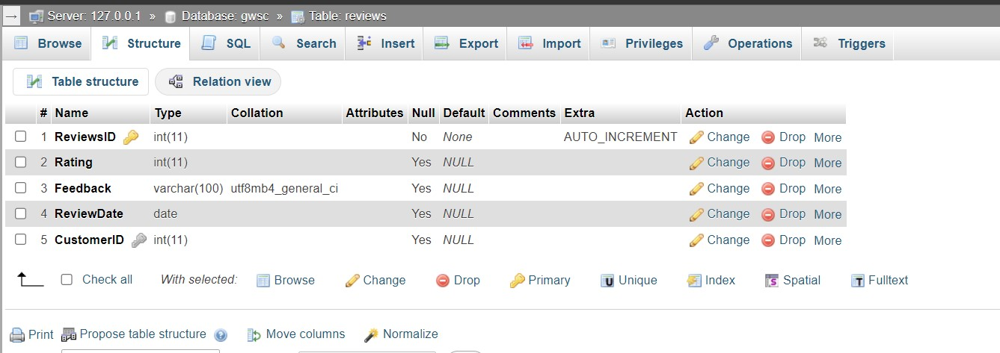 Server: 127.0.0.1 » Database: gwsc » Table: reviews
Browse Structure SQL Search Insert Export Import Privileges Operations Triggers
Table structure Relation view
# Name Type Collation Attributes Null Default Comments Extra Action
1 ReviewsID int(11) No None AUTO_INCREMENT Change Drop More
2 Rating int(11) Yes NULL Change Drop More
3 Feedback varchar(100) utf8mb4_general_ci Yes NULL Change Drop More
4 ReviewDate date Yes NULL Change Drop More
5 CustomerID int(11) Yes NULL Change Drop More
Check all With selected: Browse Change Drop Primary Unique Index Spatial Fulltext
Print Propose table structure Move columns Normalize